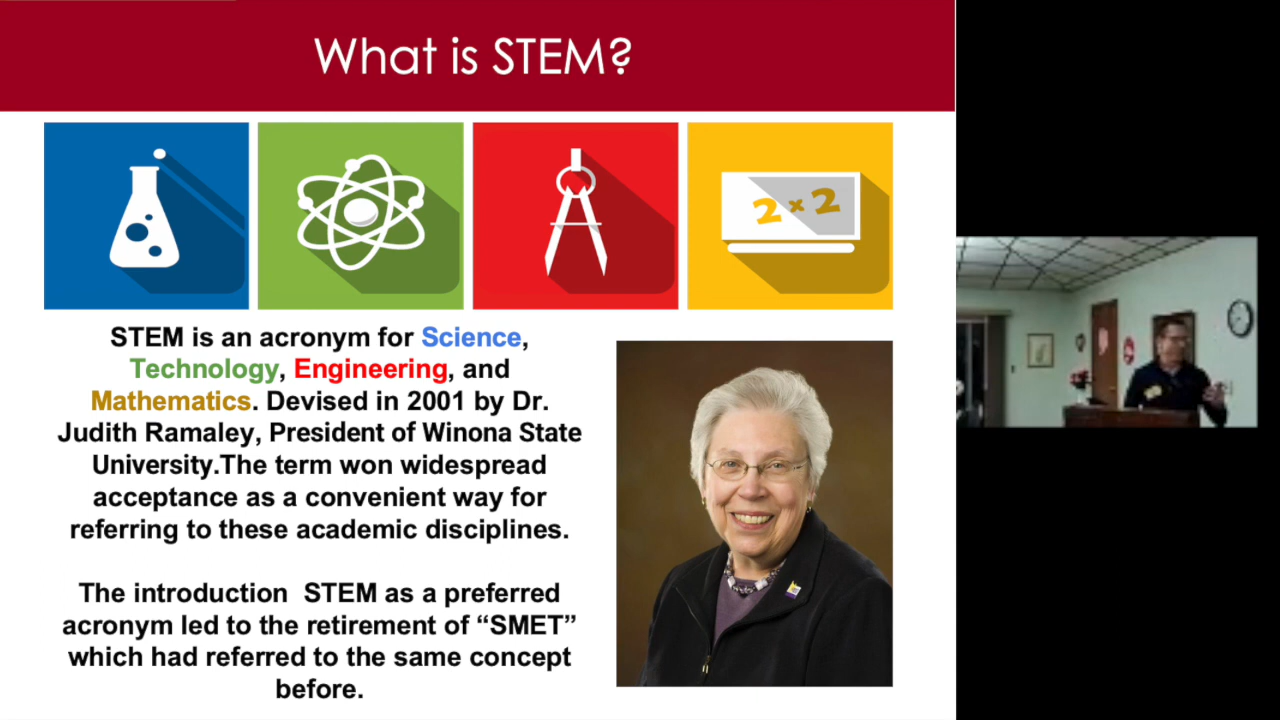 What is STEM?
2 × 2
STEM is an acronym for Science,
Technology, Engineering, and
Mathematics. Devised in 2001 by Dr.
Judith Ramaley, President of Winona State
University.The term won widespread
acceptance as a convenient way for
referring to these academic disciplines.
The introduction  STEM as a preferred
acronym led to the retirement of “SMET”
which had referred to the same concept
before.